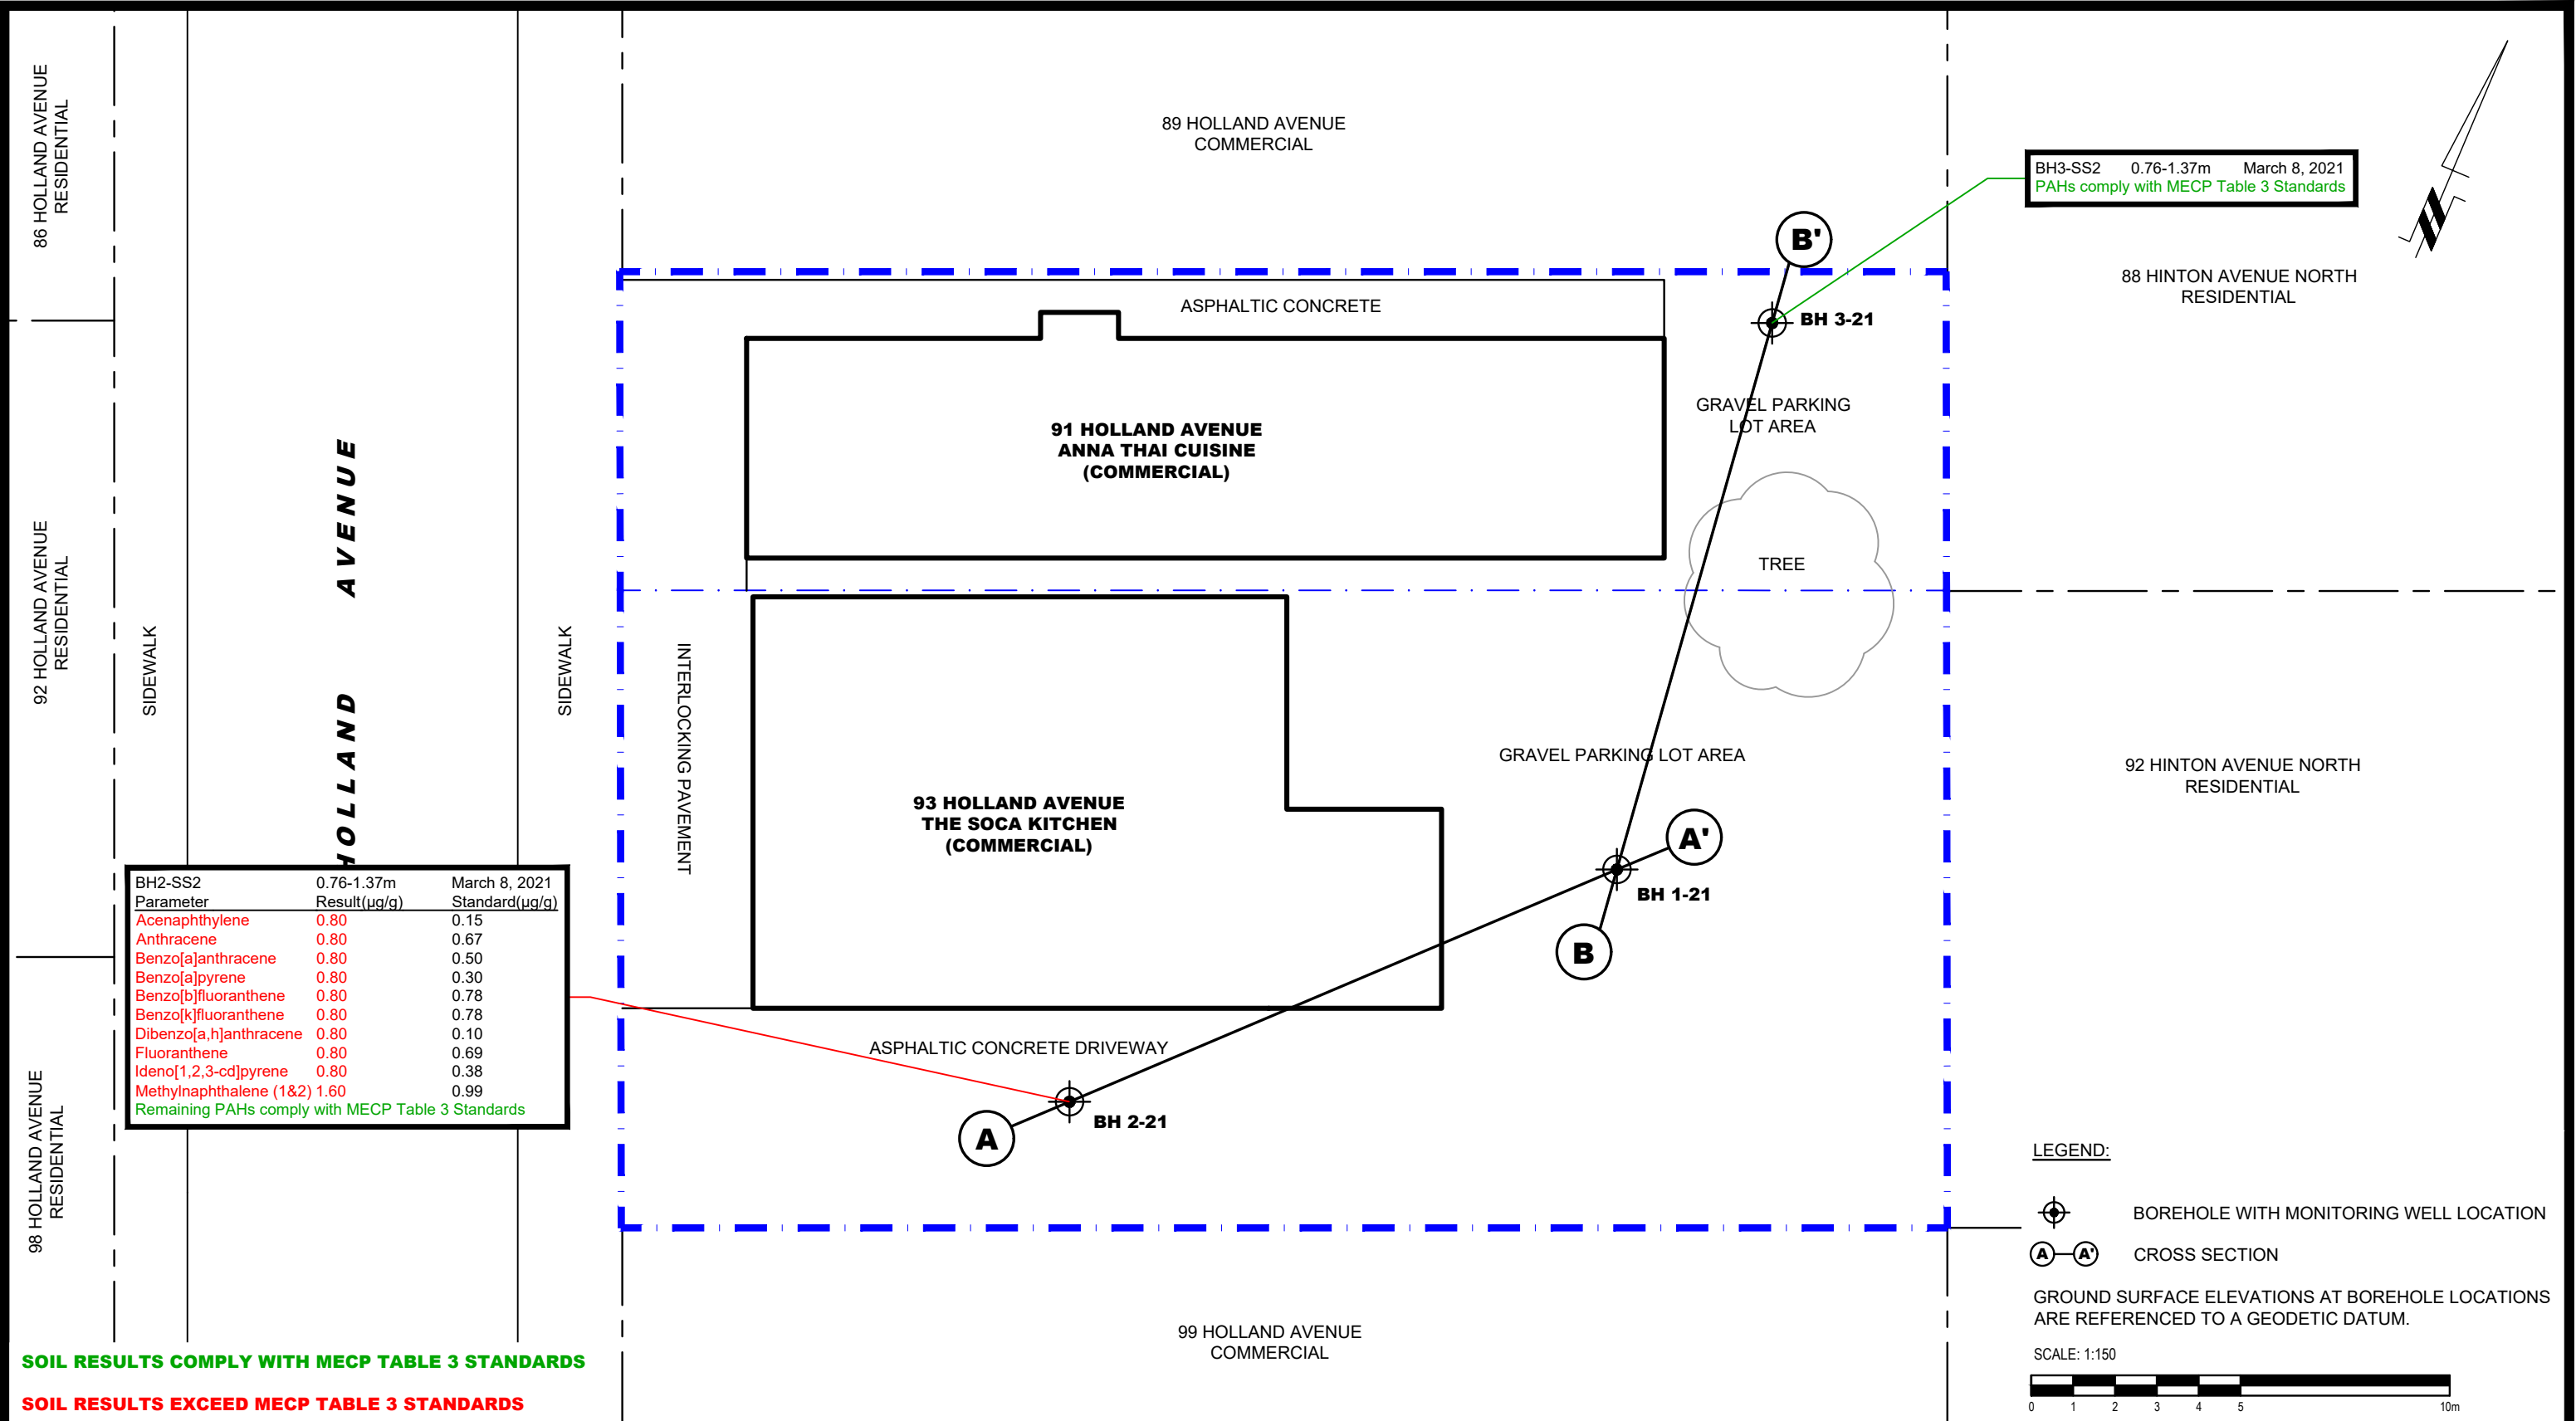 86 HOLLAND AVENUE
RESIDENTIAL
92 HOLLAND AVENUE
RESIDENTIAL
98 HOLLAND AVENUE
RESIDENTIAL
SIDEWALK
HOLLAND AVENUE
SIDEWALK
89 HOLLAND AVENUE
COMMERCIAL
BH3-SS2 0.76-1.37m March 8, 2021
PAHs comply with MECP Table 3 Standards
B'
BH 3-21
88 HINTON AVENUE NORTH
RESIDENTIAL
ASPHALTIC CONCRETE
GRAVEL PARKING
LOT AREA
91 HOLLAND AVENUE
ANNA THAI CUISINE
(COMMERCIAL)
TREE
INTERLOCKING PAVEMENT
GRAVEL PARKING LOT AREA
92 HINTON AVENUE NORTH
RESIDENTIAL
93 HOLLAND AVENUE
THE SOCA KITCHEN
(COMMERCIAL)
A'
BH 1-21
B
BH2-SS2 0.76-1.37m March 8, 2021
Parameter Result(µg/g) Standard(µg/g)
Acenaphthylene 0.80 0.15
Anthracene 0.80 0.67
Benzo[a]anthracene 0.80 0.50
Benzo[a]pyrene 0.80 0.30
Benzo[b]fluoranthene 0.80 0.78
Benzo[k]fluoranthene 0.80 0.78
Dibenzo[a,h]anthracene 0.80 0.10
Fluoranthene 0.80 0.69
Ideno[1,2,3-cd]pyrene 0.80 0.38
Methylnaphthalene (1&2) 1.60 0.99
Remaining PAHs comply with MECP Table 3 Standards
ASPHALTIC CONCRETE DRIVEWAY
BH 2-21
A
99 HOLLAND AVENUE
COMMERCIAL
LEGEND:
BOREHOLE WITH MONITORING WELL LOCATION
A A' CROSS SECTION
GROUND SURFACE ELEVATIONS AT BOREHOLE LOCATIONS
ARE REFERENCED TO A GEODETIC DATUM.
SCALE: 1:150
0 1 2 3 4 5 10m
SOIL RESULTS COMPLY WITH MECP TABLE 3 STANDARDS
SOIL RESULTS EXCEED MECP TABLE 3 STANDARDS